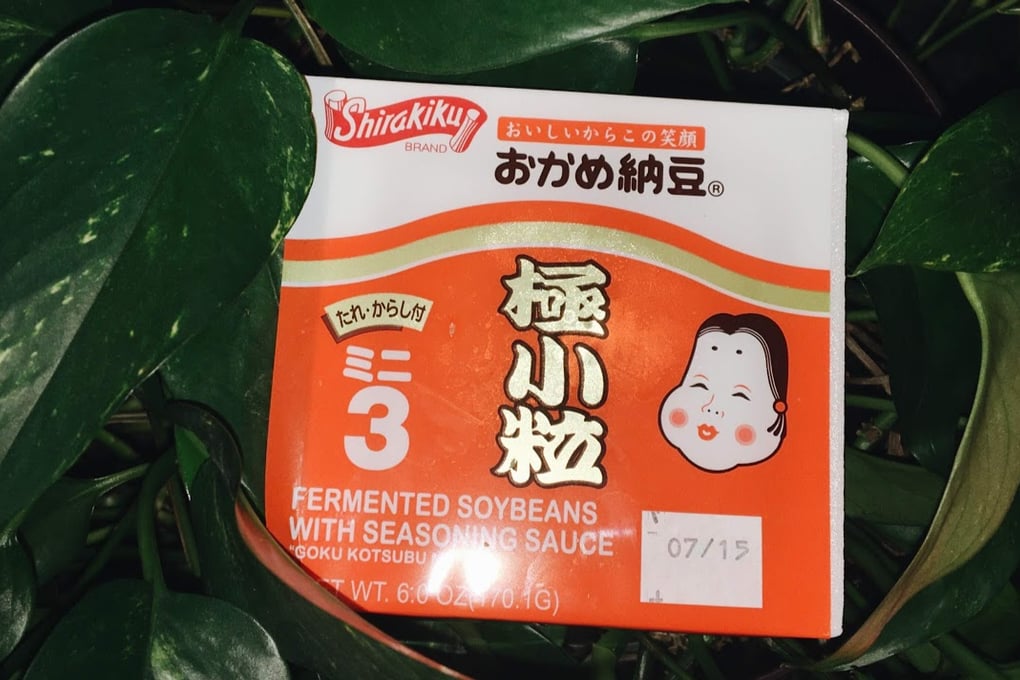 Shirakiku
BRAND
おいしいからこの笑顔
おかめ納豆®
たれ・からし付
ミニ
3
極小粒
FERMENTED SOYBEANS
WITH SEASONING SAUCE
"GOKU KOTSUBU
WT. 6.0 OZ(170.1G)
07/15